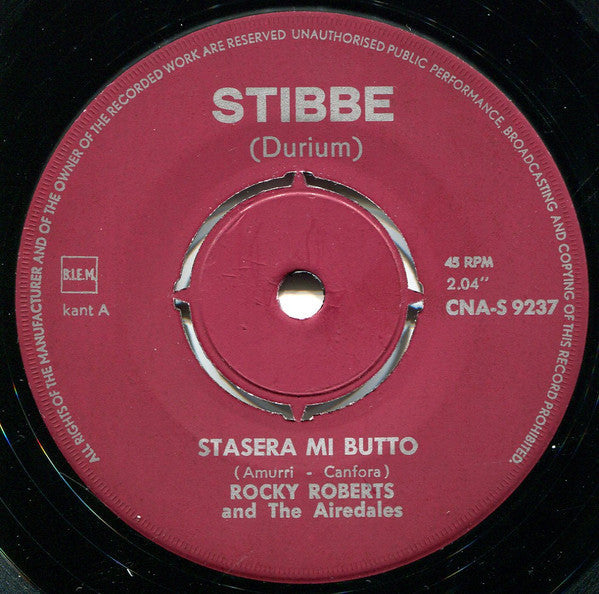 ALL RIGHTS OF THE MANUFACTURER AND OF THE OWNER OF THE RECORDED WORK ARE RESERVED UNAUTHORISED PUBLIC PERFORMANCE, BROADCASTING AND COPYING OF THIS RECORD PROHIBITED.
STIBBE
(Durium)
B.I.E.M.
kant A
45 RPM
2.04"
CNA-S 9237
STASERA MI BUTTO
(Amurri - Canfora)
ROCKY ROBERTS
and The Airedales